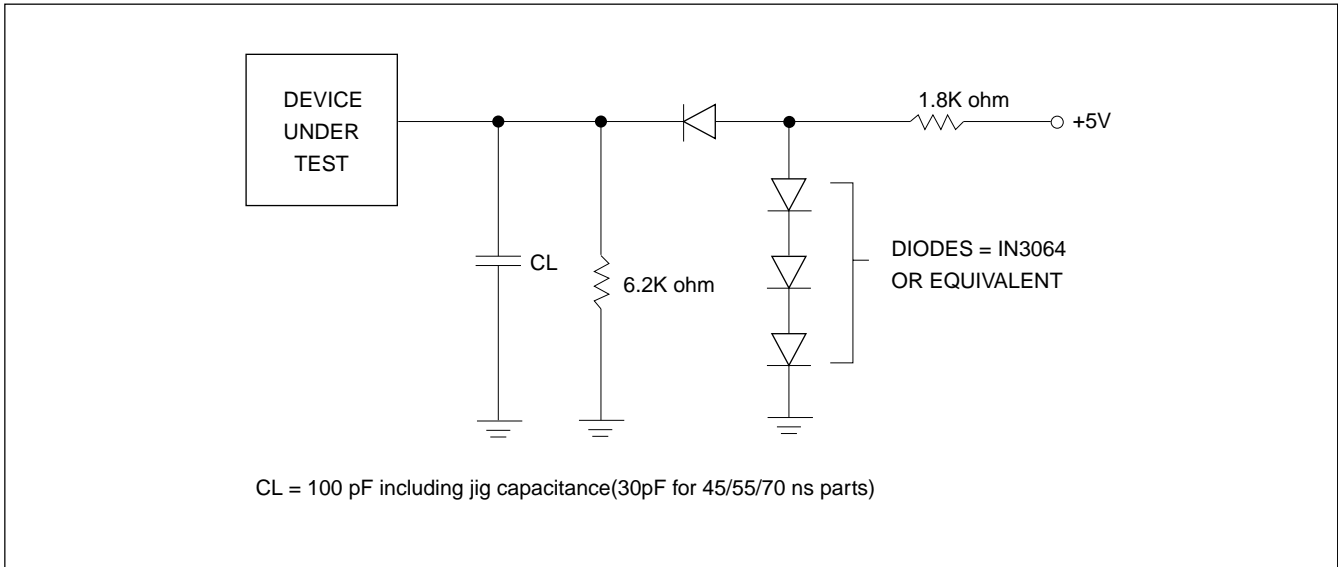 DEVICE
UNDER
TEST
1.8K ohm
+5V
CL
6.2K ohm
DIODES = IN3064
OR EQUIVALENT
CL = 100 pF including jig capacitance(30pF for 45/55/70 ns parts)